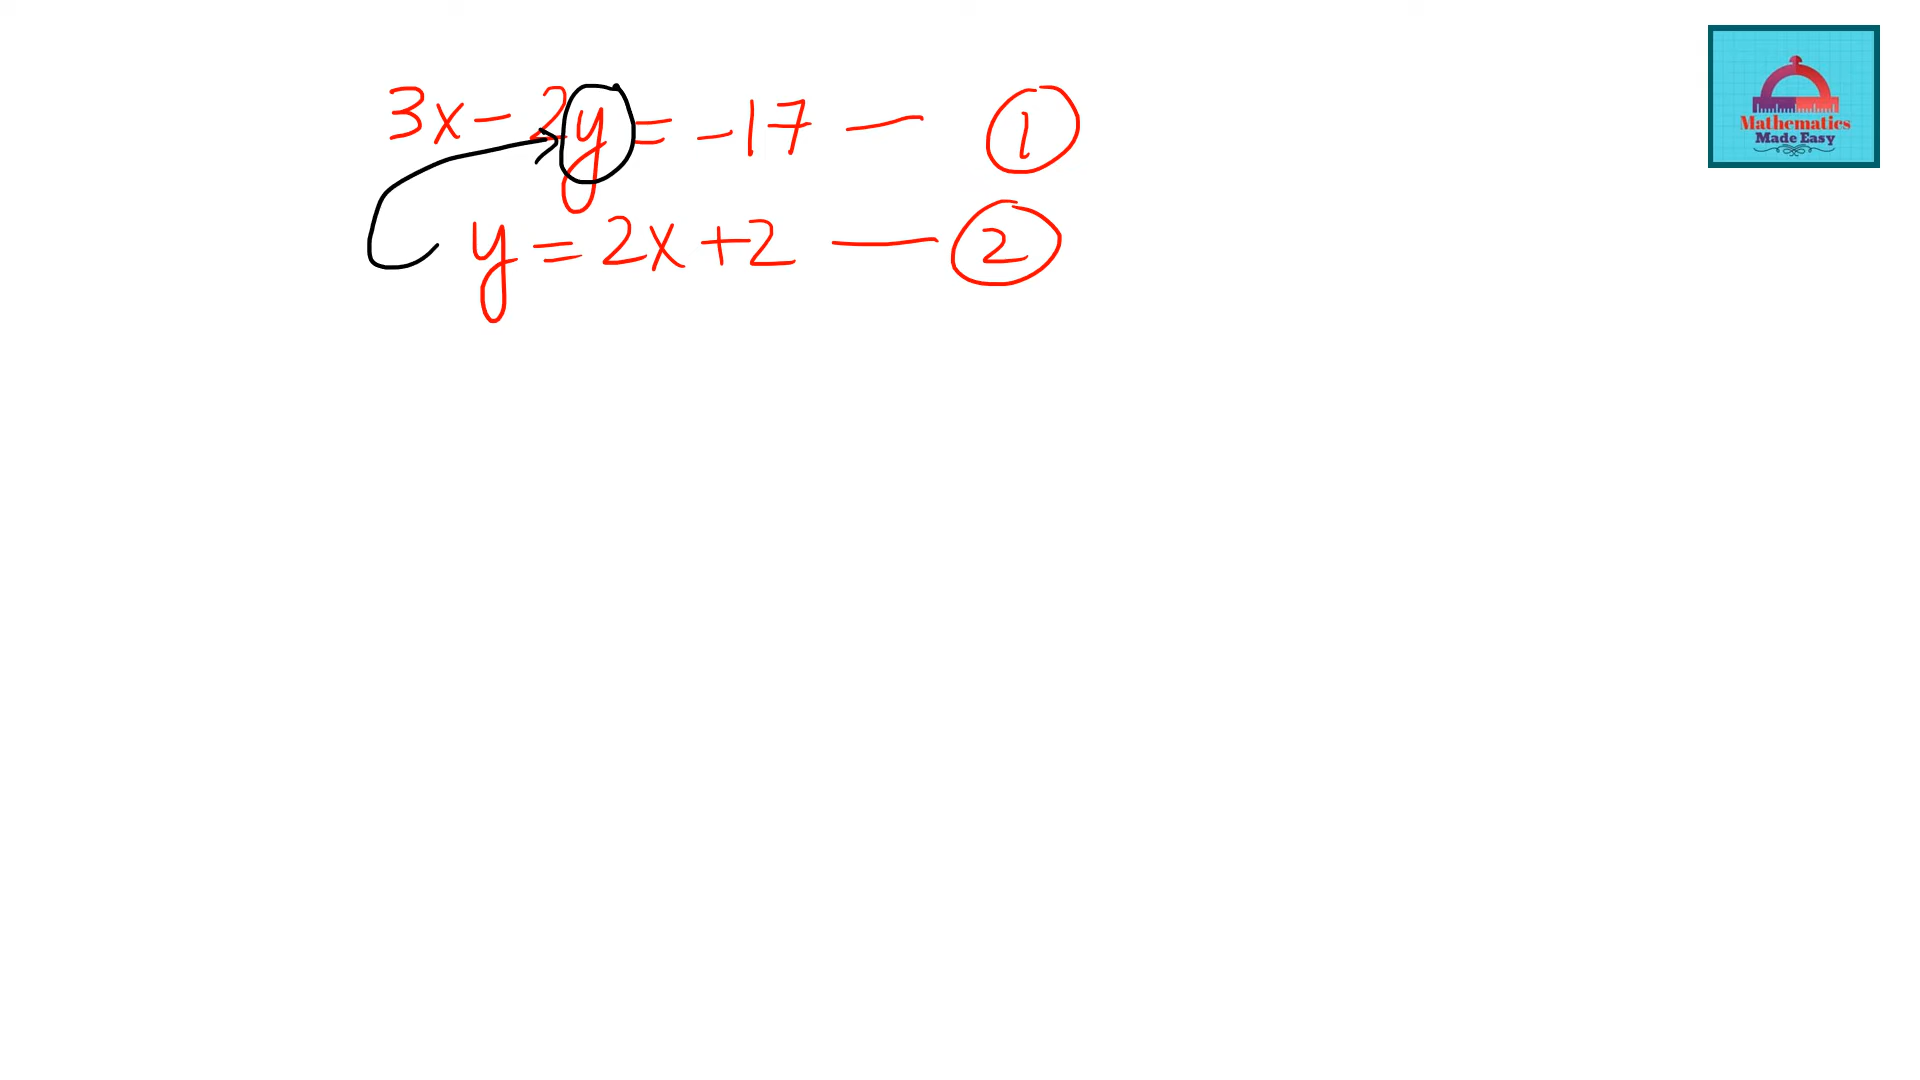 3x - 2y = -17 — 1
y = 2x + 2 — 2
Mathematics
Made Easy